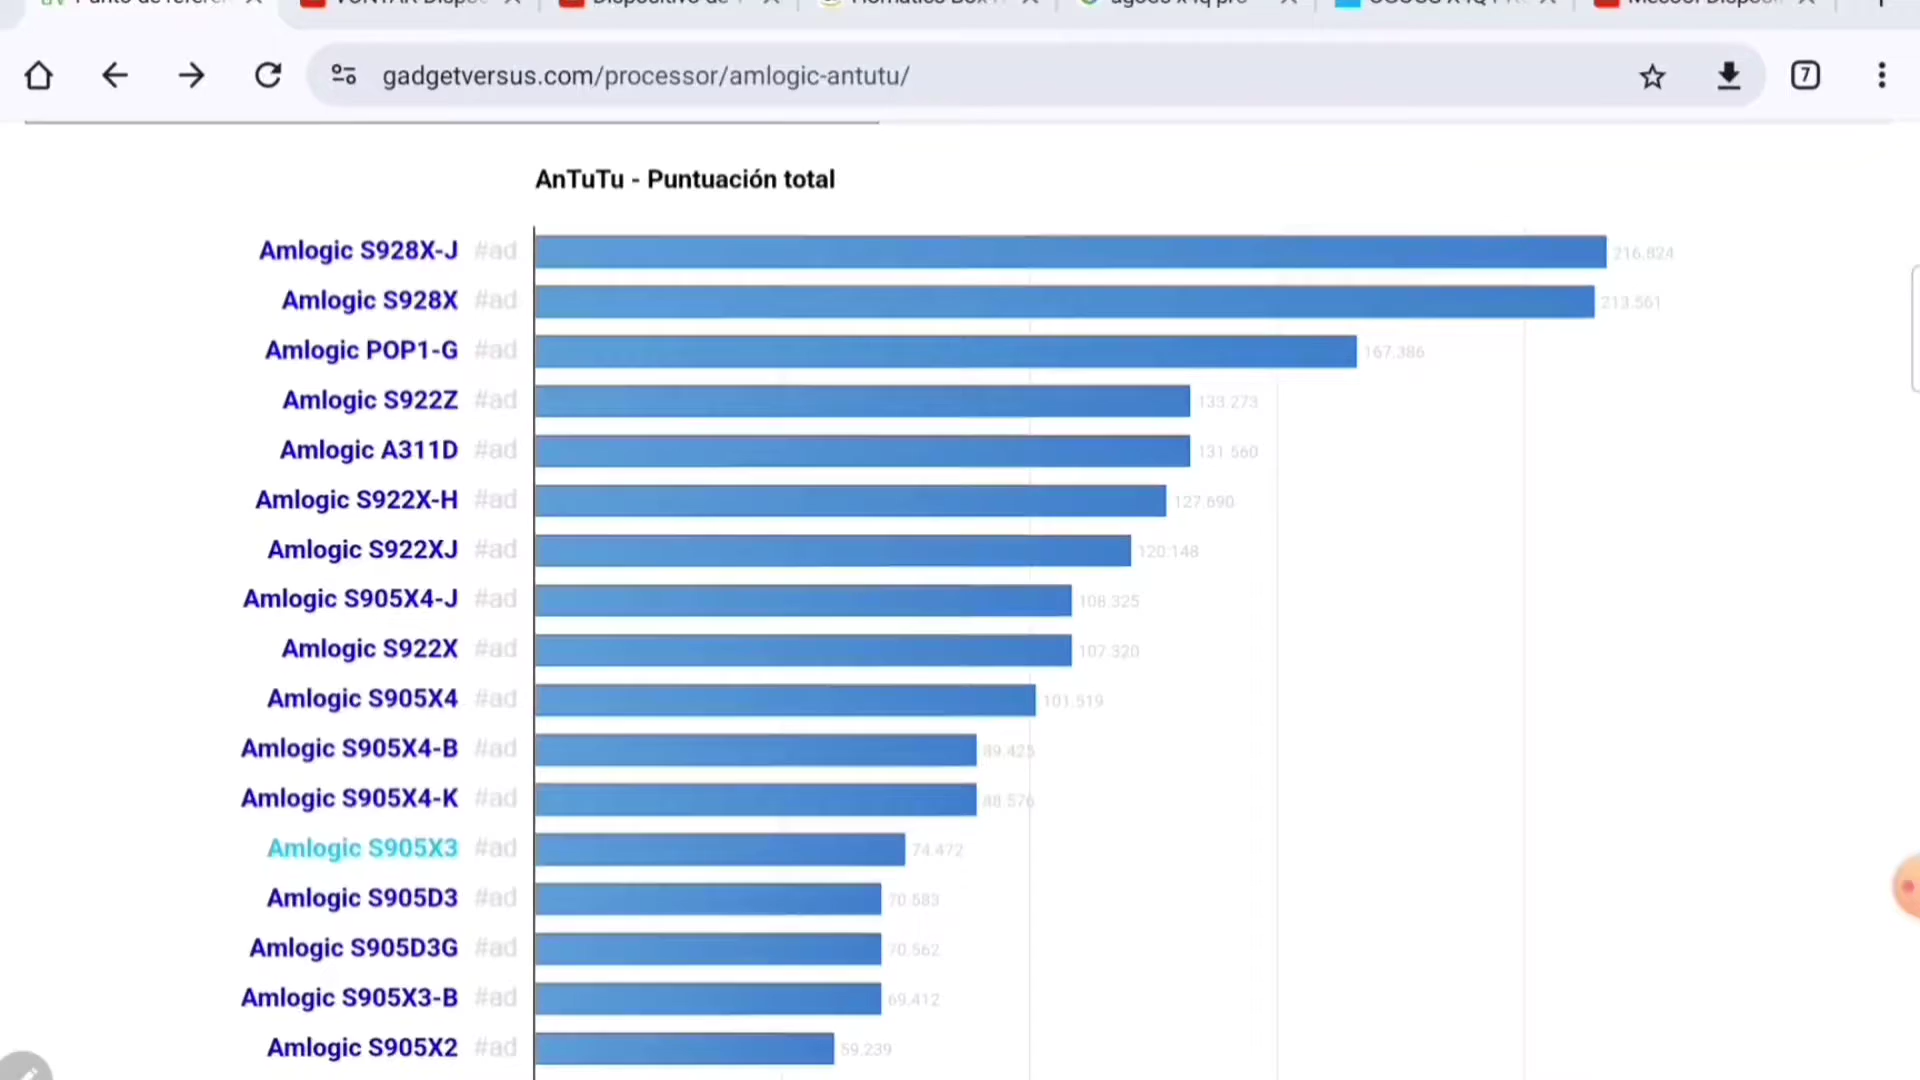 gadgetversus.com/processor/amlogic-antutu/
7
AnTuTu - Puntuación total
Amlogic S928X-J #ad 216.824
Amlogic S928X #ad 213.561
Amlogic POP1-G #ad 167.386
Amlogic S922Z #ad 133.273
Amlogic A311D #ad 131.560
Amlogic S922X-H #ad 127.690
Amlogic S922XJ #ad 120.148
Amlogic S905X4-J #ad 108.325
Amlogic S922X #ad 107.320
Amlogic S905X4 #ad 101.519
Amlogic S905X4-B #ad 89.425
Amlogic S905X4-K #ad 88.576
Amlogic S905X3 #ad 74.472
Amlogic S905D3 #ad 70.583
Amlogic S905D3G #ad 70.562
Amlogic S905X3-B #ad 69.412
Amlogic S905X2 #ad 59.239